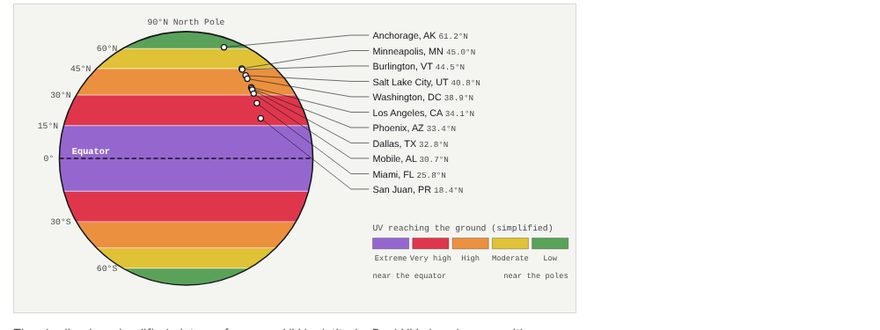 90°N North Pole
60°N
45°N
30°N
15°N
0°
Equator
30°S
60°S
Anchorage, AK 61.2°N
Minneapolis, MN 45.0°N
Burlington, VT 44.5°N
Salt Lake City, UT 40.8°N
Washington, DC 38.9°N
Los Angeles, CA 34.1°N
Phoenix, AZ 33.4°N
Dallas, TX 32.8°N
Mobile, AL 30.7°N
Miami, FL 25.8°N
San Juan, PR 18.4°N
UV reaching the ground (simplified)
Extreme Very high High Moderate Low
near the equator near the poles